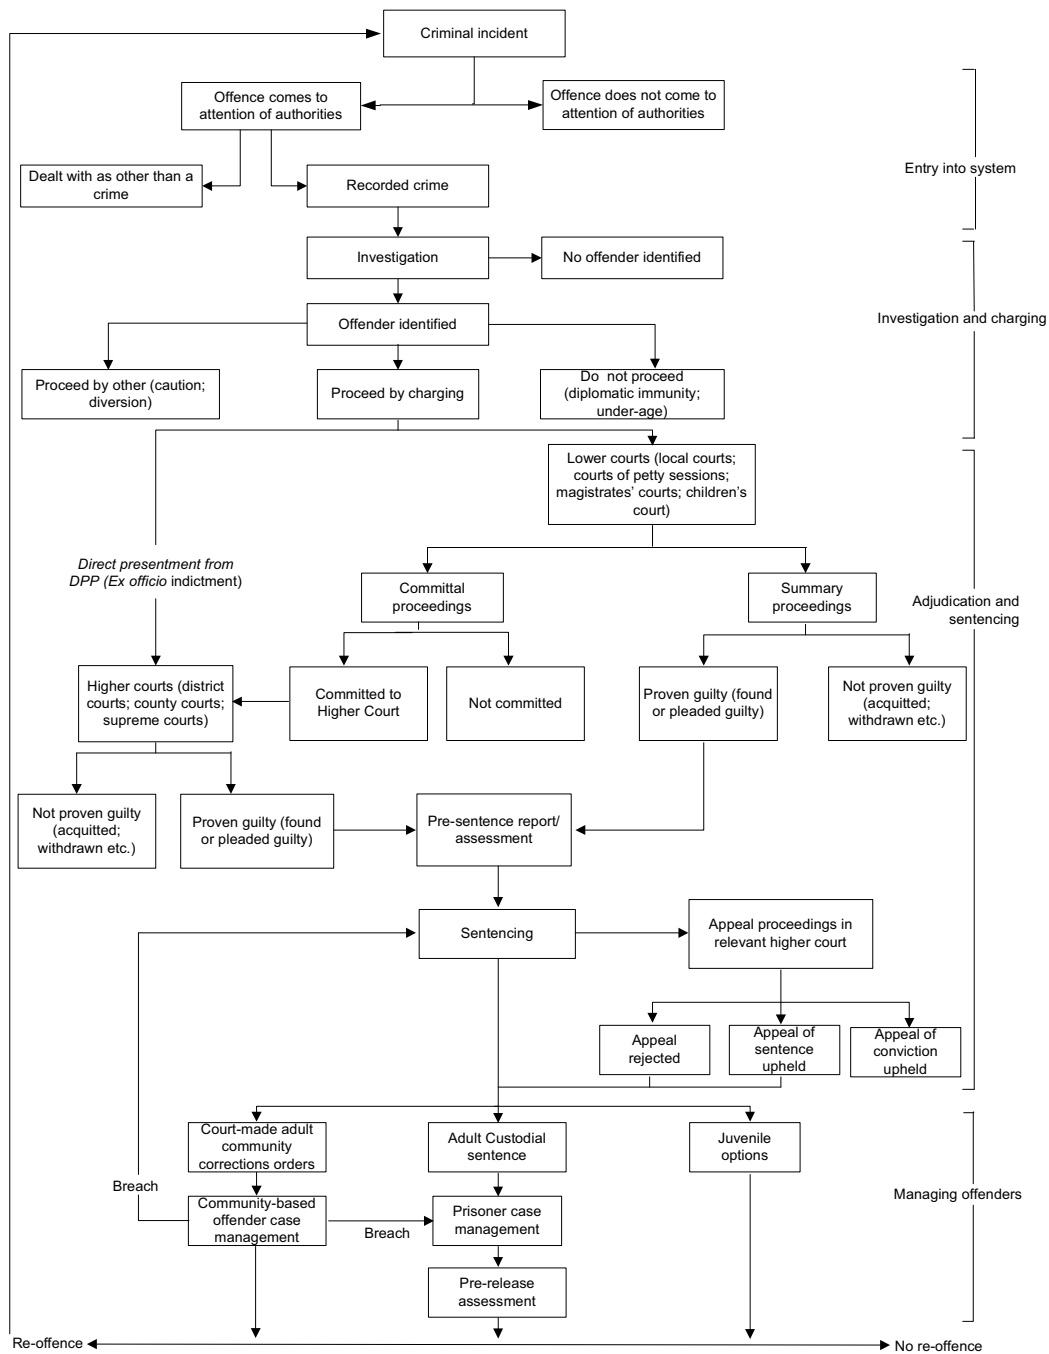 Criminal incident
Offence comes to
attention of authorities
Offence does not come to
attention of authorities
Entry into system
Dealt with as other than a
crime
Recorded crime
Investigation
No offender identified
Investigation and charging
Offender identified
Proceed by other (caution;
diversion)
Proceed by charging
Do not proceed
(diplomatic immunity;
under-age)
Lower courts (local courts;
courts of petty sessions;
magistrates' courts; children's
court)
Direct presentment from
DPP (Ex officio indictment)
Committal
proceedings
Summary
proceedings
Adjudication and
sentencing
Higher courts (district
courts; county courts;
supreme courts)
Committed to
Higher Court
Not committed
Proven guilty (found
or pleaded guilty)
Not proven guilty
(acquitted;
withdrawn etc.)
Not proven guilty
(acquitted;
withdrawn etc.)
Proven guilty (found
or pleaded guilty)
Pre-sentence report/
assessment
Sentencing
Appeal proceedings in
relevant higher court
Appeal
rejected
Appeal of
sentence
upheld
Appeal of
conviction
upheld
Court-made adult
community
corrections orders
Adult Custodial
sentence
Juvenile
options
Breach
Community-based
offender case
management
Breach
Prisoner case
management
Managing offenders
Pre-release
assessment
Re-offence
No re-offence